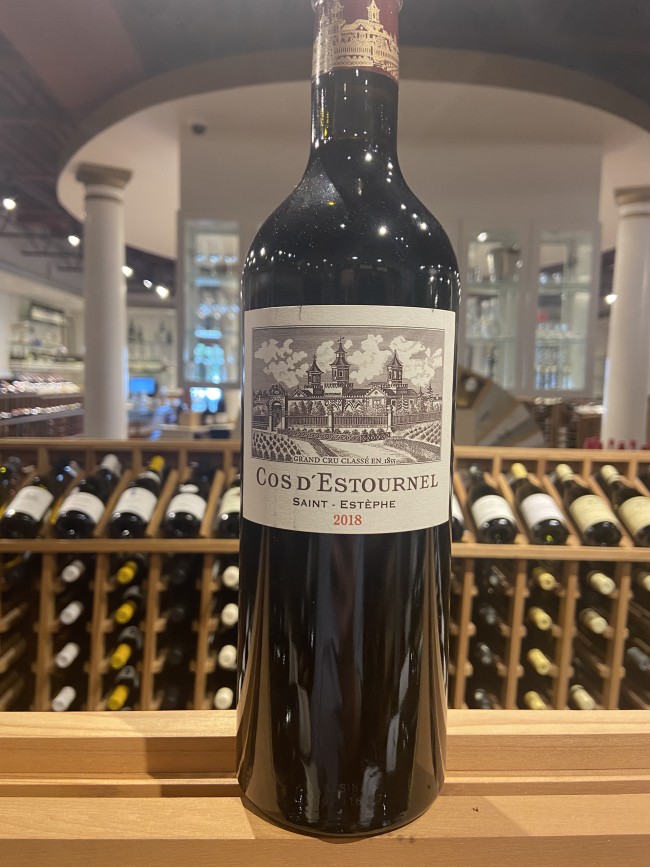 GRAND CRU CLASSÉ EN 1855
COS D'ESTOURNEL
SAINT-ESTÈPHE
2018